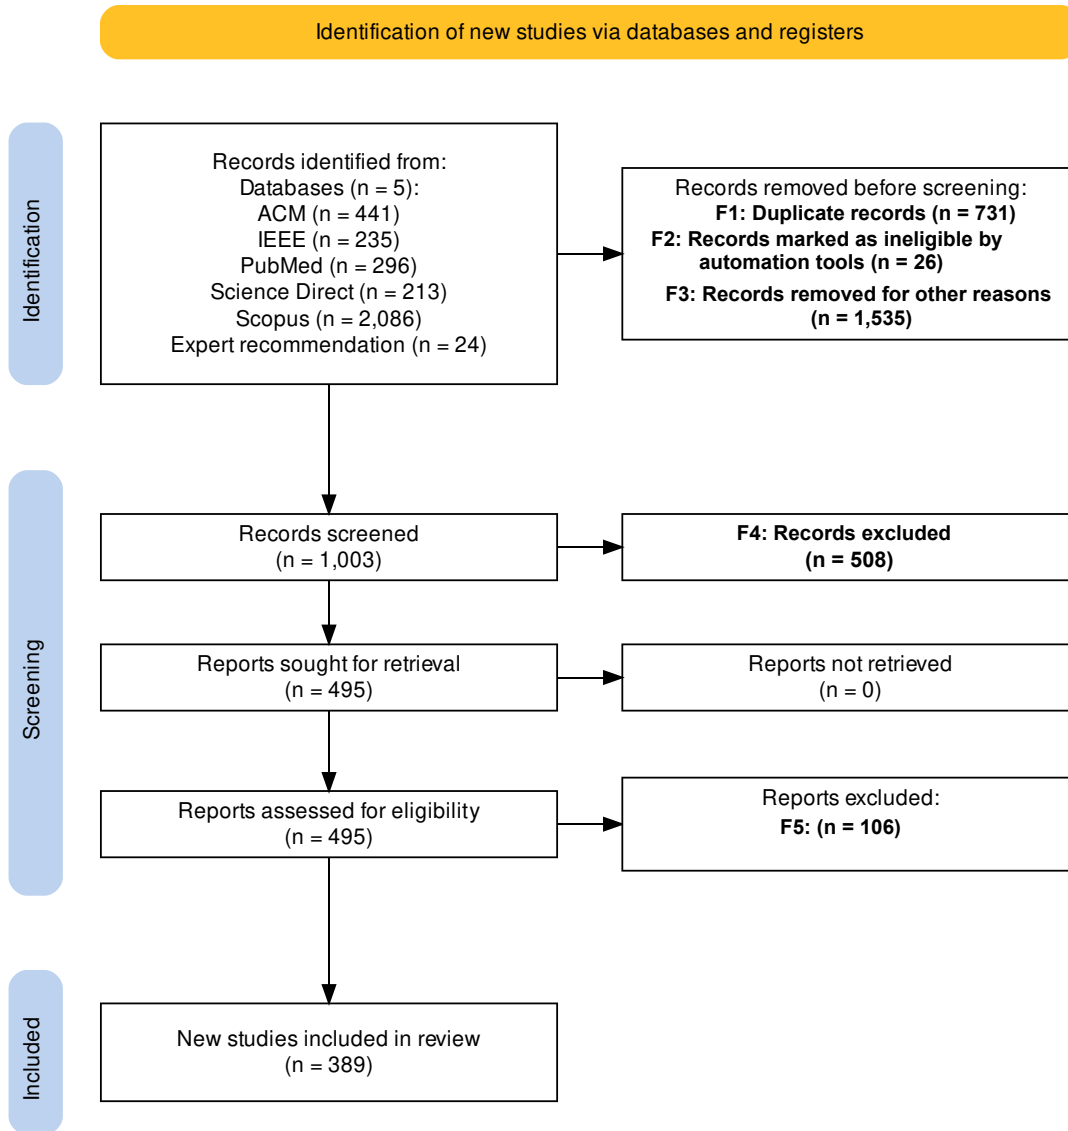 Identification of new studies via databases and registers
Identification
Records identified from:
Databases (n = 5):
ACM (n = 441)
IEEE (n = 235)
PubMed (n = 296)
Science Direct (n = 213)
Scopus (n = 2,086)
Expert recommendation (n = 24)
Records removed before screening:
F1: Duplicate records (n = 731)
F2: Records marked as ineligible by
automation tools (n = 26)
F3: Records removed for other reasons
(n = 1,535)
Screening
Records screened
(n = 1,003)
F4: Records excluded
(n = 508)
Reports sought for retrieval
(n = 495)
Reports not retrieved
(n = 0)
Reports assessed for eligibility
(n = 495)
Reports excluded:
F5: (n = 106)
Included
New studies included in review
(n = 389)